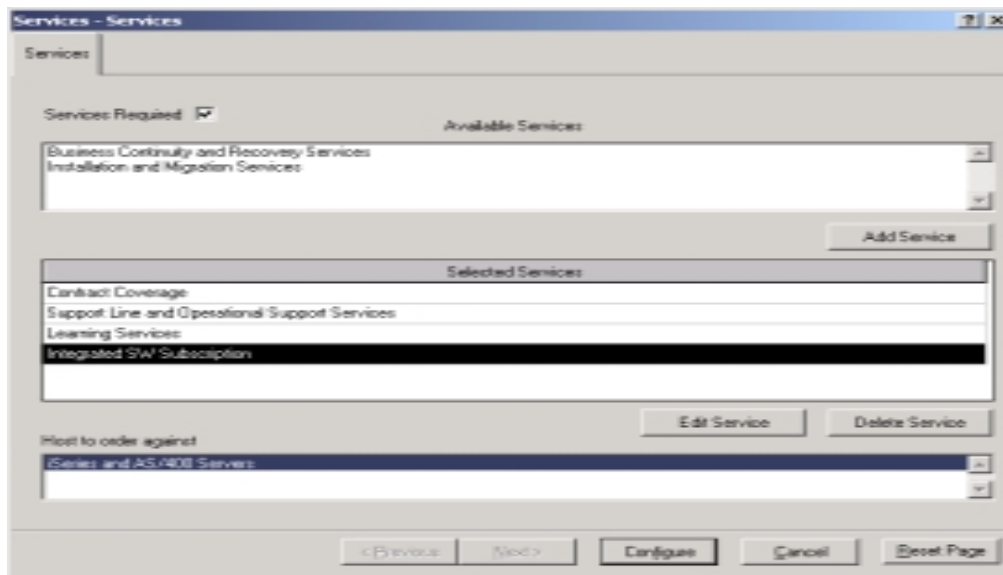 Services - Services
Services
Services Required
Available Services
Business Continuity and Recovery Services
Installation and Migration Services
Add Service
Selected Services
Contract Coverage
Support Line and Operational Support Services
Learning Services
Integrated SW Subscription
Edit Service
Delete Service
Host to order against
iSeries and AS/400 Servers
< Previous
Next >
Configure
Cancel
Reset Page